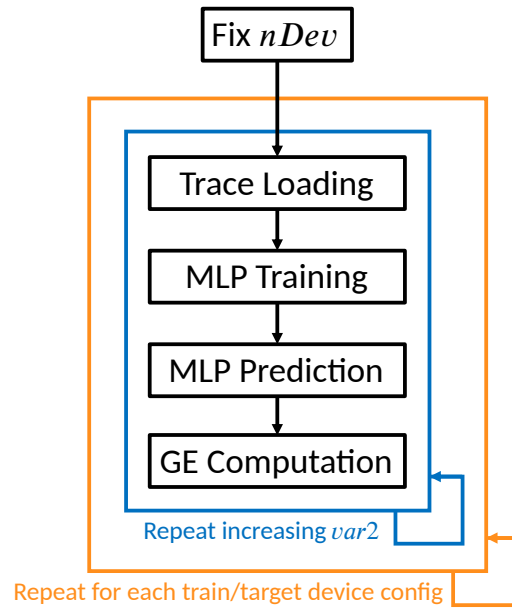 Fix nDev
Trace Loading
MLP Training
MLP Prediction
GE Computation
Repeat increasing var2
Repeat for each train/target device config